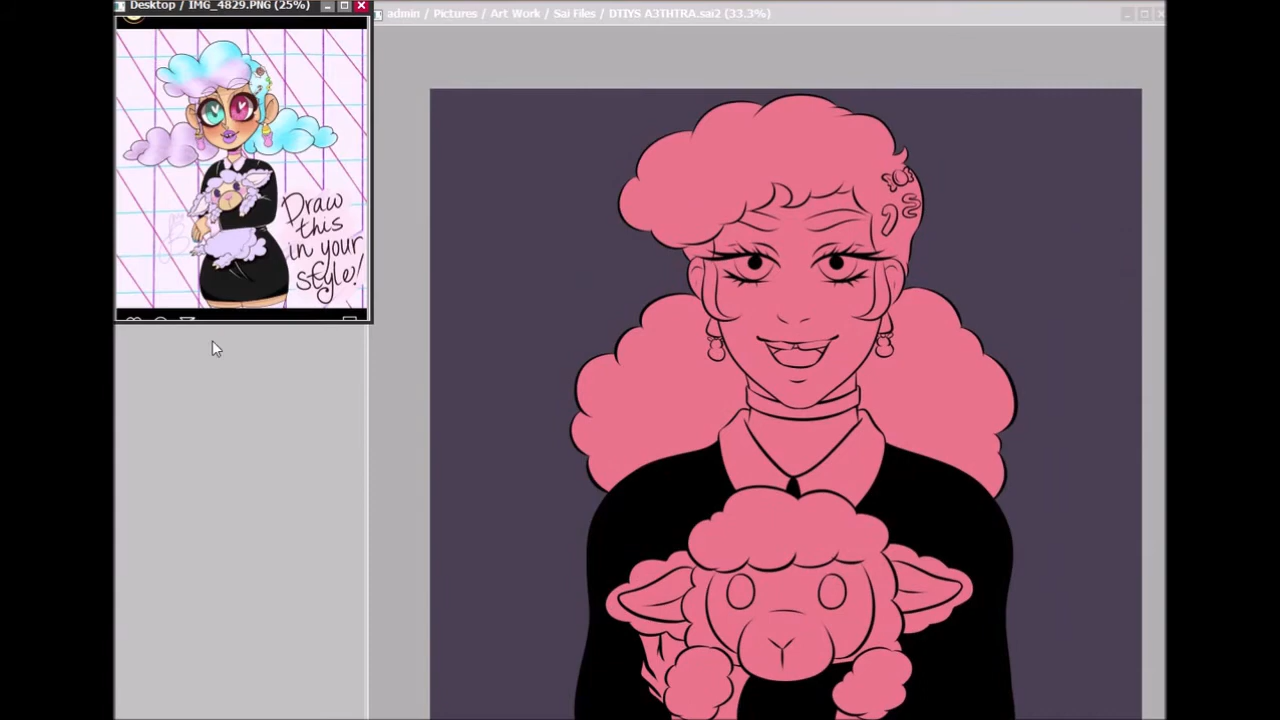 Desktop / IMG_4829.PNG (25%)
admin / Pictures / Art Work / Sai Files / DTIYS A3THTRA.sai2 (33.3%)
Draw
this
in your
style!